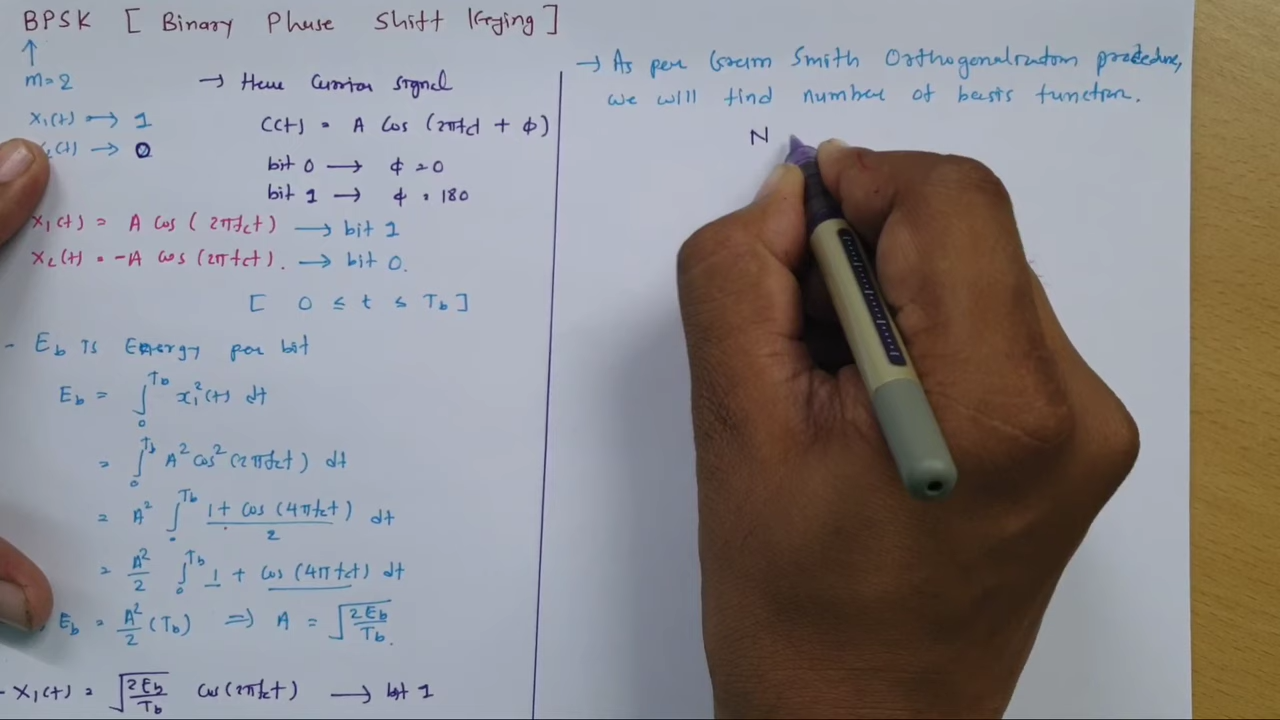 BPSK [ Binary Phase Shift Keying ]
m=2
x₁(t) → 1
₂(t) → 0
→ Here Carrier Signal
C(t) = A Cos (2πfct + ϕ)
bit 0 → ϕ = 0
bit 1 → ϕ = 180
x₁(t) = A Cos ( 2πfct) → bit 1
x₂(t) = -A Cos (2πfct). → bit 0.
[ 0 ≤ t ≤ Tb ]
- Eb is Energy per bit
Eb = ∫₀^Tb x₁²(t) dt
= ∫₀^Tb A² Cos² (2πfct) dt
= A² ∫₀^Tb (1 + Cos (4πfct))/2 dt
= A²/2 ∫₀^Tb 1 + Cos (4πfct) dt
Eb = A²/2 (Tb) ⇒ A = √(2Eb/Tb).
- x₁(t) = √(2Eb/Tb) Cos(2πfct) → bit 1
→ As per Gram Smith Orthogonalization procedure,
we will find number of basis function.
N